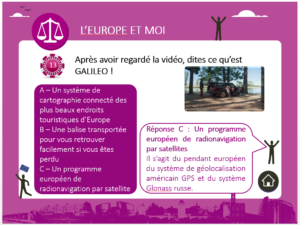 L'EUROPE ET MOI
13
Après avoir regardé la vidéo, dites ce qu'est
GALILEO !
A – Un système de
cartographie connecté des
plus beaux endroits
touristiques d'Europe
B – Une balise transportée
pour vous retrouver
facilement si vous êtes
perdu
C – Un programme
européen de
radionavigation par satellite
Réponse C : Un programme
européen de radionavigation
par satellites
Il s'agit du pendant européen
du système de géolocalisation
américain GPS et du système
Glonass russe.